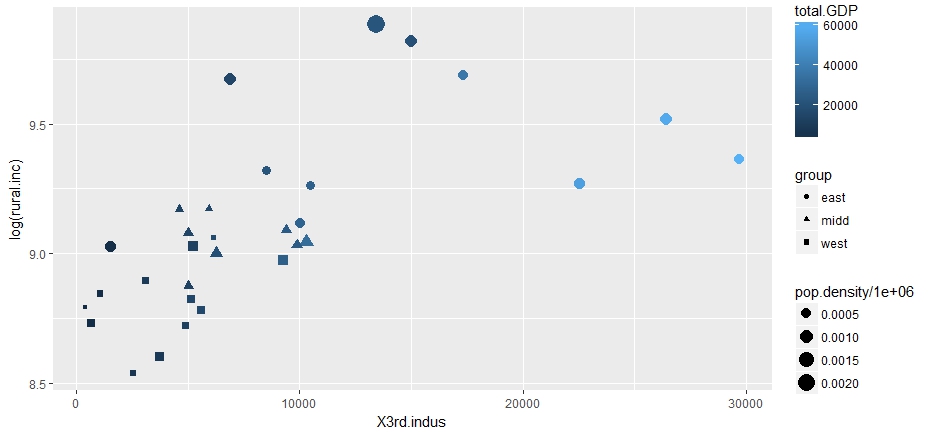 total.GDP
60000
40000
20000
group
east
midd
west
pop.density/1e+06
0.0005
0.0010
0.0015
0.0020
log(rural.inc)
9.5
9.0
8.5
0
10000
20000
30000
X3rd.indus